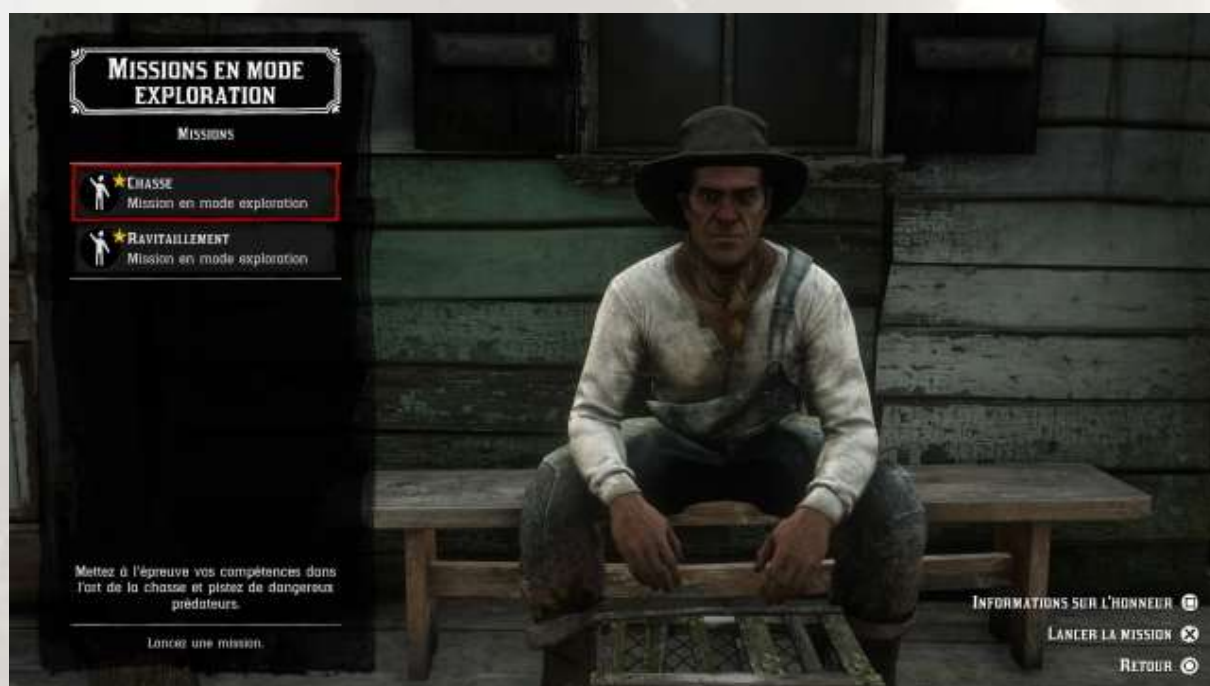 MISSIONS EN MODE
EXPLORATION
MISSIONS
CHASSE
Mission en mode exploration
RAVITAILLEMENT
Mission en mode exploration
Mettez à l'épreuve vos compétences dans
l'art de la chasse et pistez de dangereux
prédateurs.
Lancez une mission.
INFORMATIONS SUR L'HONNEUR
LANCER LA MISSION
RETOUR